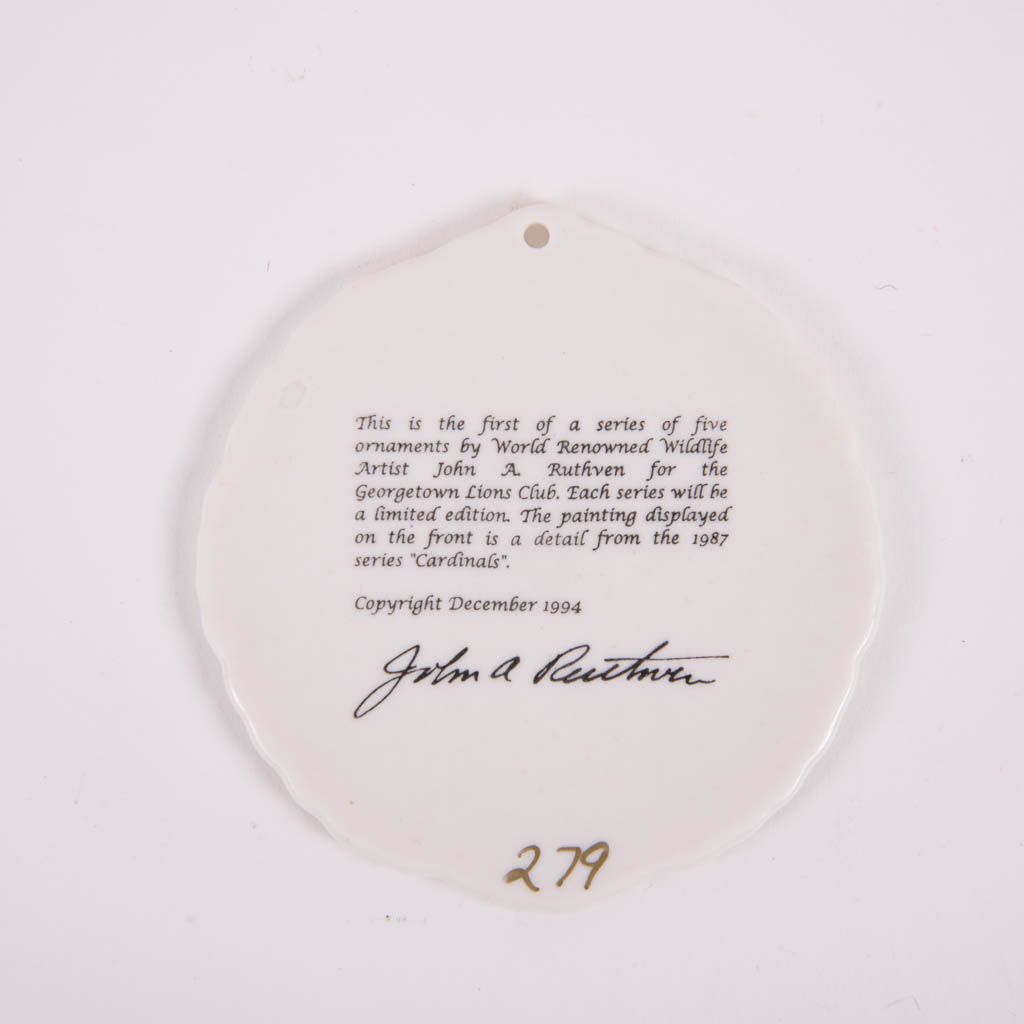 This is the first of a series of five
ornaments by World Renowned Wildlife
Artist John A. Ruthven for the
Georgetown Lions Club. Each series will be
a limited edition. The painting displayed
on the front is a detail from the 1987
series "Cardinals".
Copyright December 1994
John A Ruthven
279